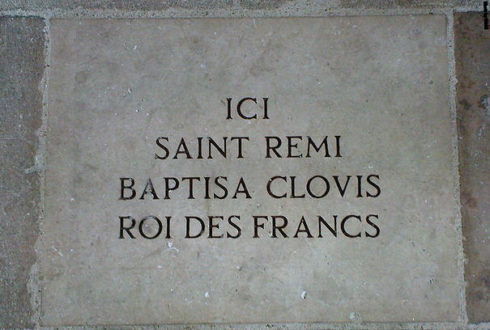 ICI
SAINT REMI
BAPTISA CLOVIS
ROI DES FRANCS